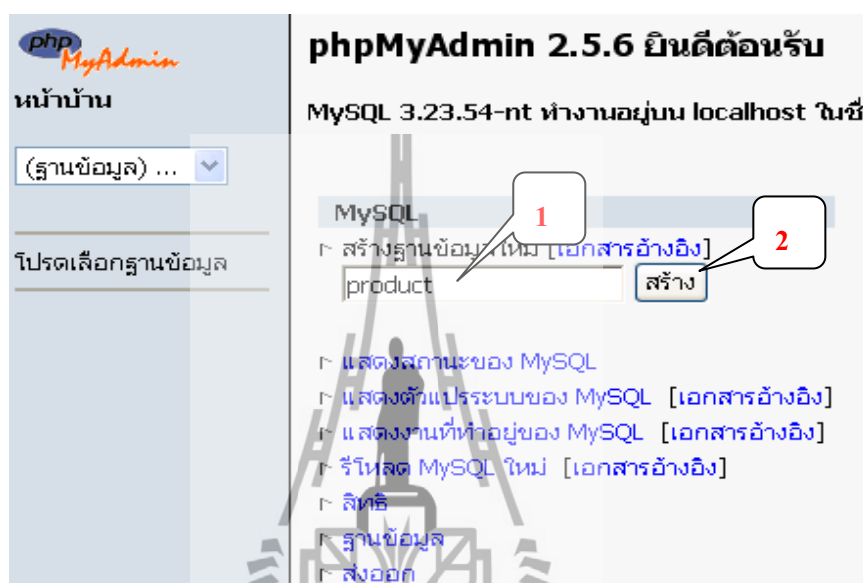 php
MyAdmin
หน้าบ้าน
(ฐานข้อมูล) ...
โปรดเลือกฐานข้อมูล
phpMyAdmin 2.5.6 ยินดีต้อนรับ
MySQL 3.23.54-nt ทำงานอยู่บน localhost ในชื่
MySQL
1
2
สร้างฐานข้อมูลใหม่ [เอกสารอ้างอิง]
product
สร้าง
แสดงสถานะของ MySQL
แสดงตัวแปรระบบของ MySQL [เอกสารอ้างอิง]
แสดงงานที่ทำอยู่ของ MySQL [เอกสารอ้างอิง]
รีโหลด MySQL ใหม่ [เอกสารอ้างอิง]
สิทธิ
ฐานข้อมูล
ส่งออก